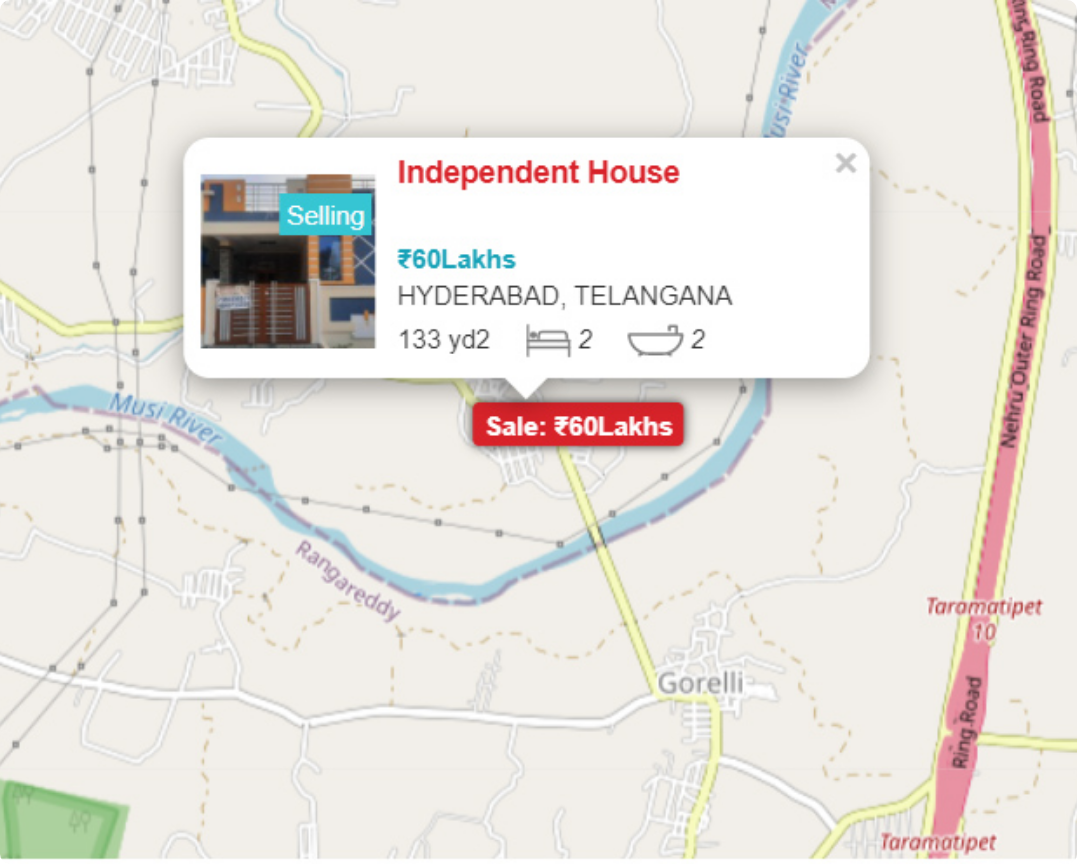 Musi River
Ring Road
Independent House
×
Selling
₹60Lakhs
HYDERABAD, TELANGANA
133 yd2 2 2
Nehru Outer Ring Road
Musi River
Sale: ₹60Lakhs
Rangareddy
Taramatipet
10
Gorelli
Ring Road
Taramatipet